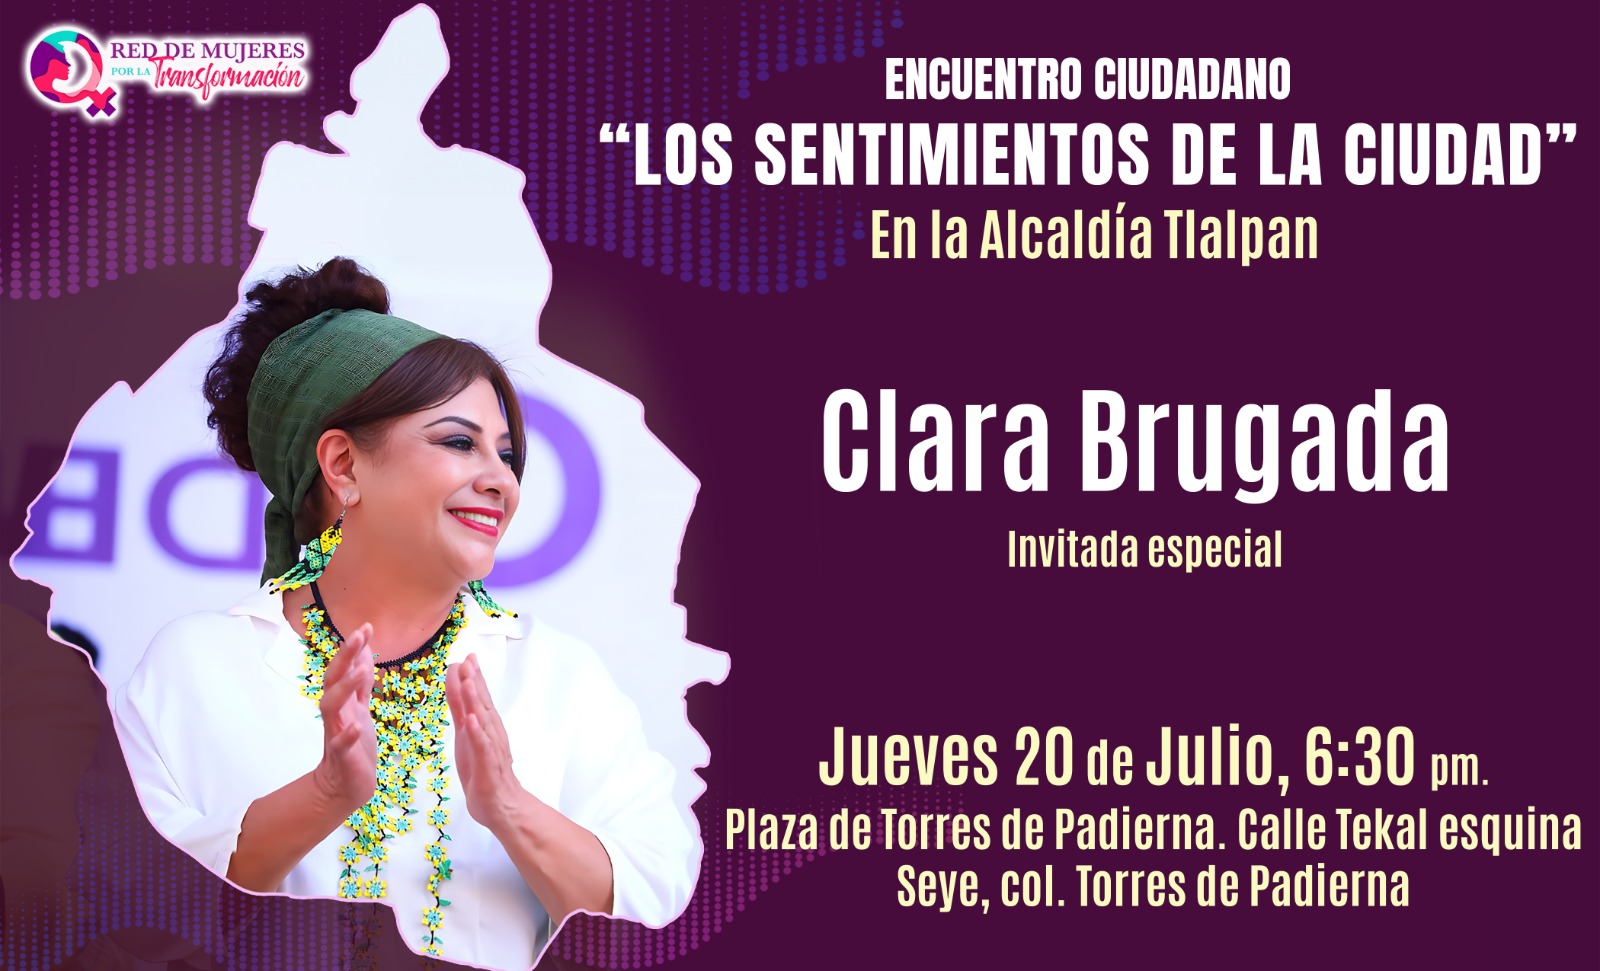 RED DE MUJERES
POR LA Transformación
ENCUENTRO CIUDADANO
“LOS SENTIMIENTOS DE LA CIUDAD”
En la Alcaldía Tlalpan
Clara Brugada
Invitada especial
Jueves 20 de Julio, 6:30 pm.
Plaza de Torres de Padierna. Calle Tekal esquina
Seye, col. Torres de Padierna